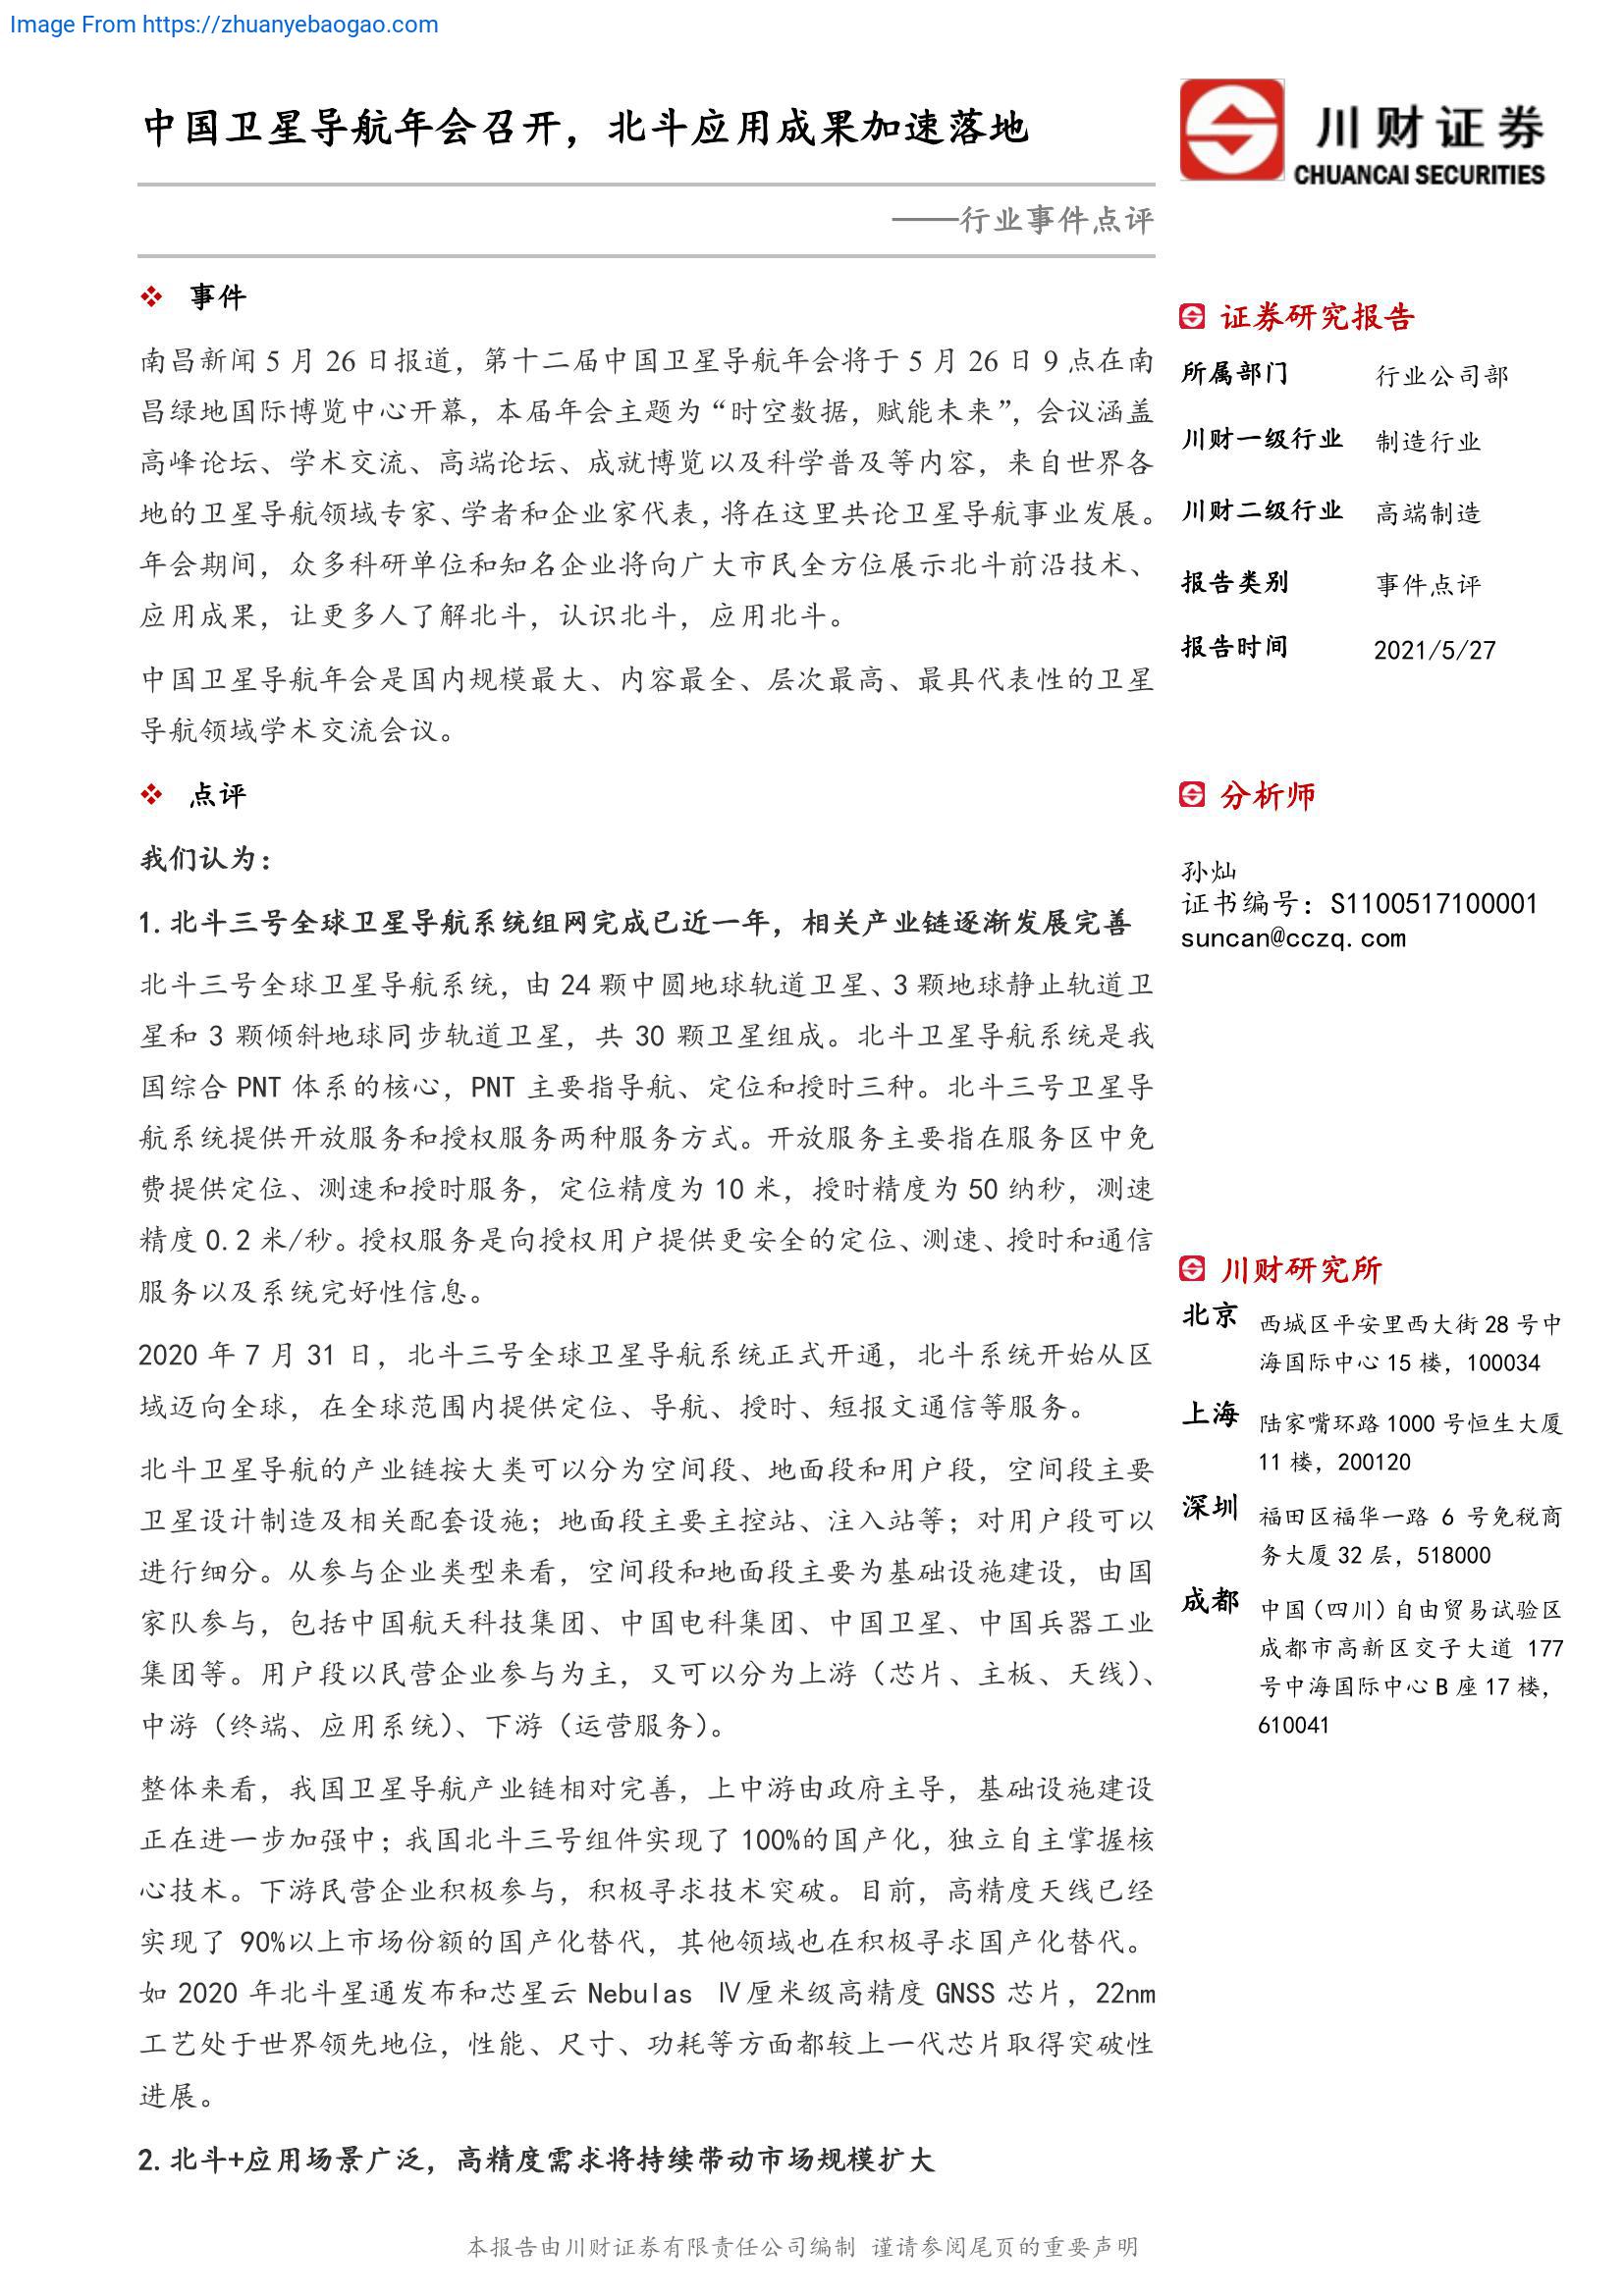 Image From https://zhuanyebaogao.com
中国卫星导航年会召开，北斗应用成果加速落地
——行业事件点评
川财证券
CHUANCAI SECURITIES
事件
南昌新闻 5 月 26 日报道，第十二届中国卫星导航年会将于 5 月 26 日 9 点在南
昌绿地国际博览中心开幕，本届年会主题为“时空数据，赋能未来”，会议涵盖
高峰论坛、学术交流、高端论坛、成就博览以及科学普及等内容，来自世界各
地的卫星导航领域专家、学者和企业家代表，将在这里共论卫星导航事业发展。
年会期间，众多科研单位和知名企业将向广大市民全方位展示北斗前沿技术、
应用成果，让更多人了解北斗，认识北斗，应用北斗。
中国卫星导航年会是国内规模最大、内容最全、层次最高、最具代表性的卫星
导航领域学术交流会议。
点评
我们认为：
1.北斗三号全球卫星导航系统组网完成已近一年，相关产业链逐渐发展完善
北斗三号全球卫星导航系统，由 24 颗中圆地球轨道卫星、3 颗地球静止轨道卫
星和 3 颗倾斜地球同步轨道卫星，共 30 颗卫星组成。北斗卫星导航系统是我
国综合 PNT 体系的核心，PNT 主要指导航、定位和授时三种。北斗三号卫星导
航系统提供开放服务和授权服务两种服务方式。开放服务主要指在服务区中免
费提供定位、测速和授时服务，定位精度为 10 米，授时精度为 50 纳秒，测速
精度 0.2 米/秒。授权服务是向授权用户提供更安全的定位、测速、授时和通信
服务以及系统完好性信息。
2020 年 7 月 31 日，北斗三号全球卫星导航系统正式开通，北斗系统开始从区
域迈向全球，在全球范围内提供定位、导航、授时、短报文通信等服务。
北斗卫星导航的产业链按大类可以分为空间段、地面段和用户段，空间段主要
卫星设计制造及相关配套设施；地面段主要主控站、注入站等；对用户段可以
进行细分。从参与企业类型来看，空间段和地面段主要为基础设施建设，由国
家队参与，包括中国航天科技集团、中国电科集团、中国卫星、中国兵器工业
集团等。用户段以民营企业参与为主，又可以分为上游（芯片、主板、天线）、
中游（终端、应用系统）、下游（运营服务）。
整体来看，我国卫星导航产业链相对完善，上中游由政府主导，基础设施建设
正在进一步加强中；我国北斗三号组件实现了 100%的国产化，独立自主掌握核
心技术。下游民营企业积极参与，积极寻求技术突破。目前，高精度天线已经
实现了 90%以上市场份额的国产化替代，其他领域也在积极寻求国产化替代。
如 2020 年北斗星通发布和芯星云 Nebulas Ⅳ厘米级高精度 GNSS 芯片，22nm
工艺处于世界领先地位，性能、尺寸、功耗等方面都较上一代芯片取得突破性
进展。
2.北斗+应用场景广泛，高精度需求将持续带动市场规模扩大
证券研究报告
所属部门 行业公司部
川财一级行业 制造行业
川财二级行业 高端制造
报告类别 事件点评
报告时间 2021/5/27
分析师
孙灿
证书编号：S1100517100001
suncan@cczq.com
川财研究所
北京 西城区平安里西大街 28 号中
海国际中心 15 楼，100034
上海 陆家嘴环路 1000 号恒生大厦
11 楼，200120
深圳 福田区福华一路 6 号免税商
务大厦 32 层，518000
成都 中国（四川）自由贸易试验区
成都市高新区交子大道 177
号中海国际中心 B 座 17 楼，
610041
本报告由川财证券有限责任公司编制 谨请参阅尾页的重要声明